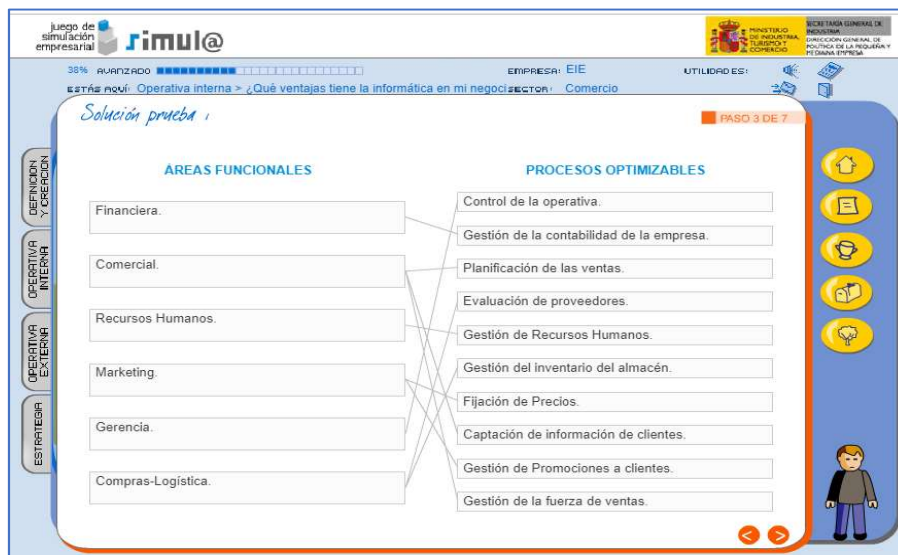 juego de
simulación
empresarial
simul@
MINISTERIO
DE INDUSTRIA,
TURISMO Y
COMERCIO
SECRETARÍA GENERAL DE
INDUSTRIA
DIRECCIÓN GENERAL DE
POLÍTICA DE LA PEQUEÑA Y
MEDIANA EMPRESA
38% AVANZADO
EMPRESA: EIE
UTILIDADES:
ESTÁS AQUÍ: Operativa interna > ¿Qué ventajas tiene la informática en mi negoci
SECTOR: Comercio
Solución prueba 1
PASO 3 DE 7
DEFINICION
Y CREACION
OPERATIVA
INTERNA
OPERATIVA
EXTERNA
ESTRATEGIA
ÁREAS FUNCIONALES
Financiera.
Comercial.
Recursos Humanos.
Marketing.
Gerencia.
Compras-Logística.
PROCESOS OPTIMIZABLES
Control de la operativa.
Gestión de la contabilidad de la empresa.
Planificación de las ventas.
Evaluación de proveedores.
Gestión de Recursos Humanos.
Gestión del inventario del almacén.
Fijación de Precios.
Captación de información de clientes.
Gestión de Promociones a clientes.
Gestión de la fuerza de ventas.